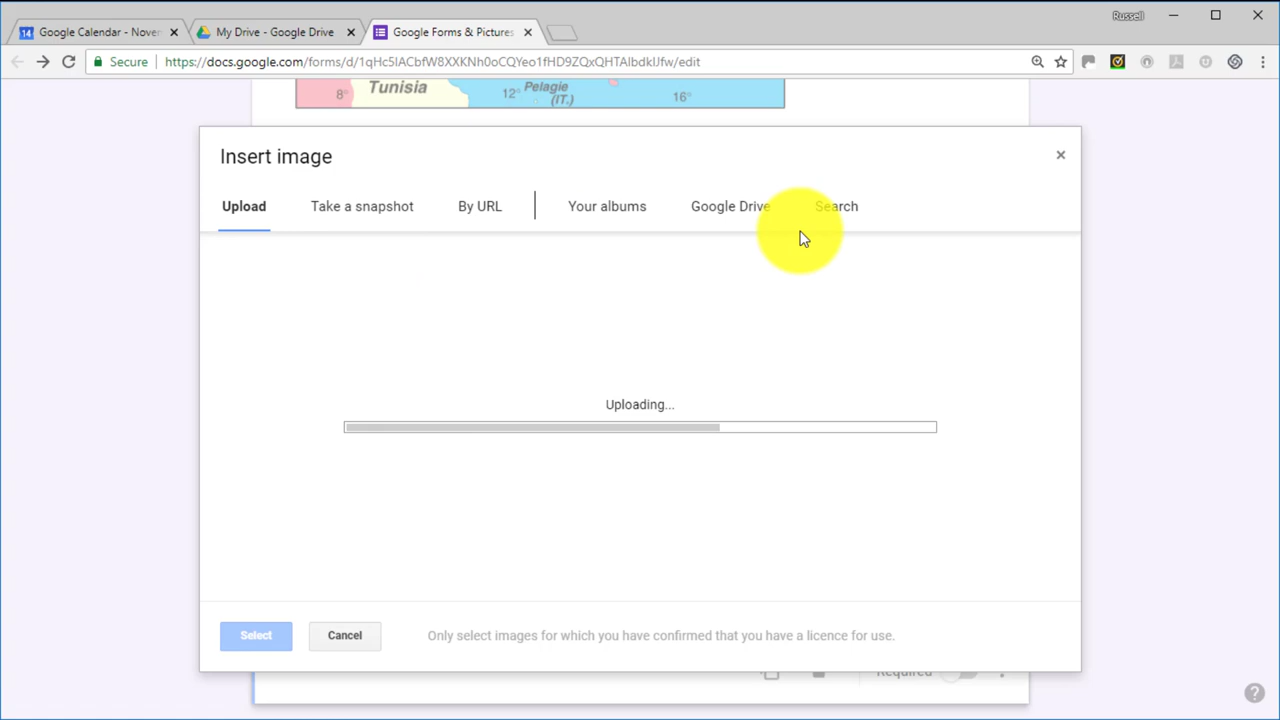 Russell
Google Calendar - Nover
My Drive - Google Drive
Google Forms & Pictures
Secure
https://docs.google.com/forms/d/1qHc5lACbfW8XXKNh0oCQYeo1fHD9ZQxQHTAlbdkIJfw/edit
8° Tunisia 12° Pelagie (IT.) 16°
Insert image
Upload Take a snapshot By URL Your albums Google Drive Search
Uploading...
Select Cancel Only select images for which you have confirmed that you have a licence for use.
Required